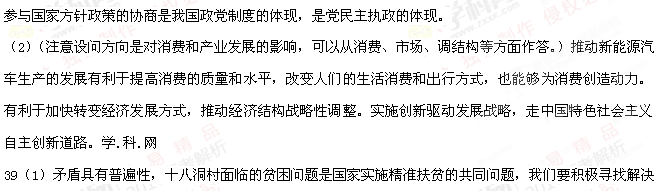 参与国家方针政策的协商是我国政党制度的体现，是党民主执政的体现。
（2）（注意设问方向是对消费和产业发展的影响，可以从消费、市场、调结构等方面作答。）推动新能源汽
车生产的发展有利于提高消费的质量和水平，改变人们的生活消费和出行方式，也能够为消费创造动力。
有利于加快转变经济发展方式，推动经济结构战略性调整。实施创新驱动发展战略，走中国特色社会主义
自主创新道路。学.科.网
39（1）矛盾具有普遍性，十八洞村面临的贫困问题是国家实施精准扶贫的共同问题，我们要积极寻找解决